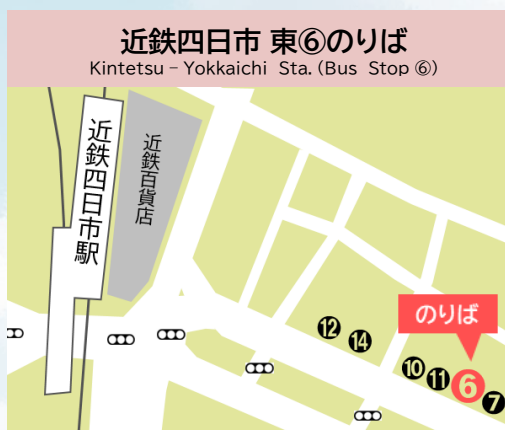 近鉄四日市 東⑥のりば
Kintetsu – Yokkaichi Sta. (Bus Stop ⑥)
近鉄四日市駅
近鉄百貨店
のりば
⑫
⑭
⑩
⑪
⑥
⑦